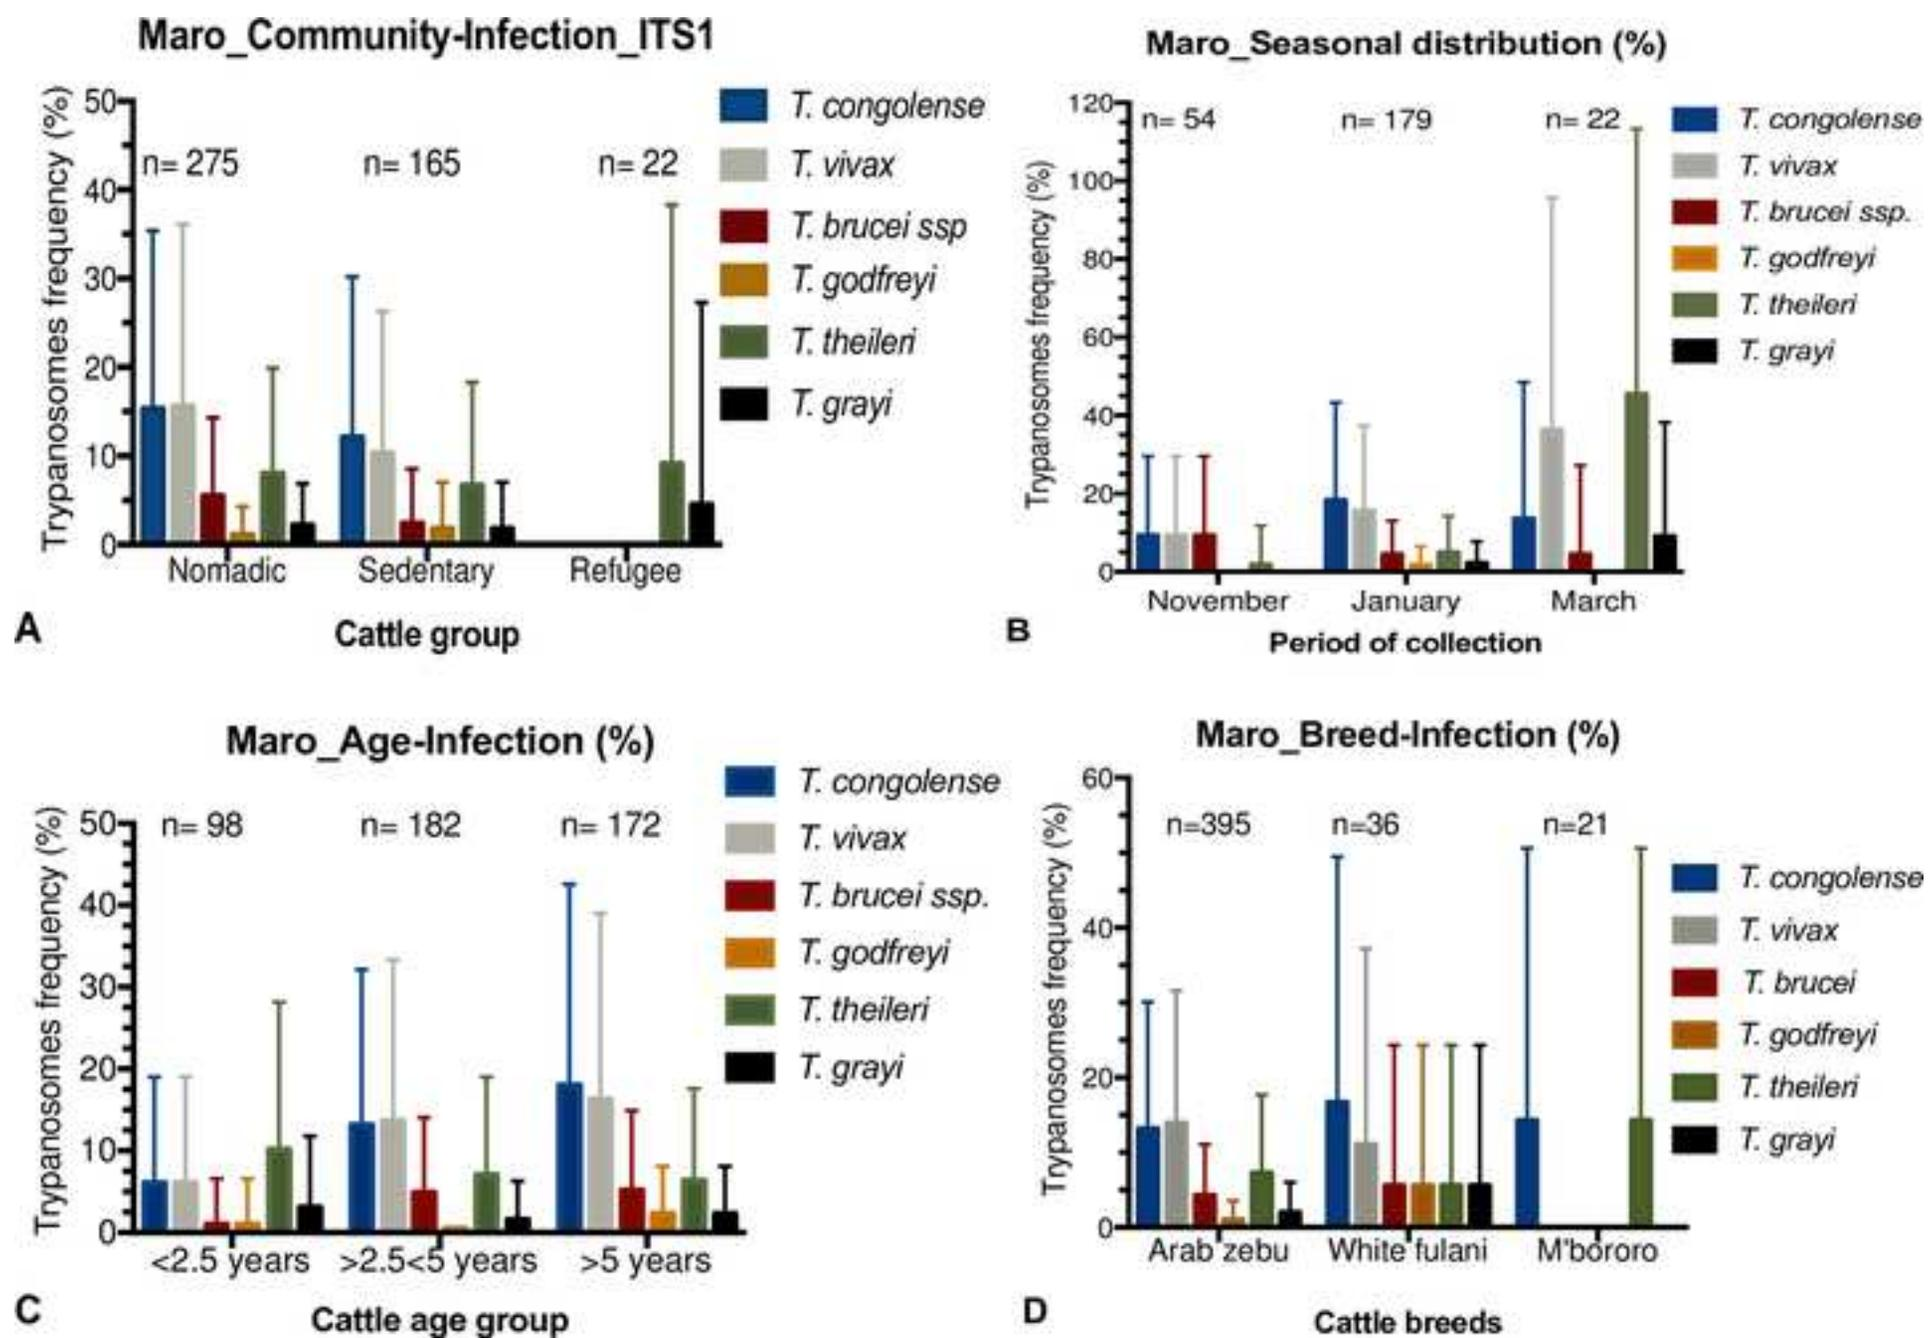 Maro_Community-Infection_ITS1
Trypanosomes frequency (%)
50
40
30
20
10
0
n= 275
n= 165
n= 22
T. congolense
T. vivax
T. brucei ssp
T. godfreyi
T. theileri
T. grayi
Nomadic
Sedentary
Refugee
Cattle group
A
Maro_Seasonal distribution (%)
Trypanosomes frequency (%)
120
100
80
60
40
20
0
n= 54
n= 179
n= 22
T. congolense
T. vivax
T. brucei ssp.
T. godfreyi
T. theileri
T. grayi
November
January
March
Period of collection
B
Maro_Age-Infection (%)
Trypanosomes frequency (%)
50
40
30
20
10
0
n= 98
n= 182
n= 172
T. congolense
T. vivax
T. brucei ssp.
T. godfreyi
T. theileri
T. grayi
<2.5 years
>2.5<5 years
>5 years
Cattle age group
C
Maro_Breed-Infection (%)
Trypanosomes frequency (%)
60
40
20
0
n=395
n=36
n=21
T. congolense
T. vivax
T. brucei
T. godfreyi
T. theileri
T. grayi
Arab zebu
White fulani
M'bororo
Cattle breeds
D